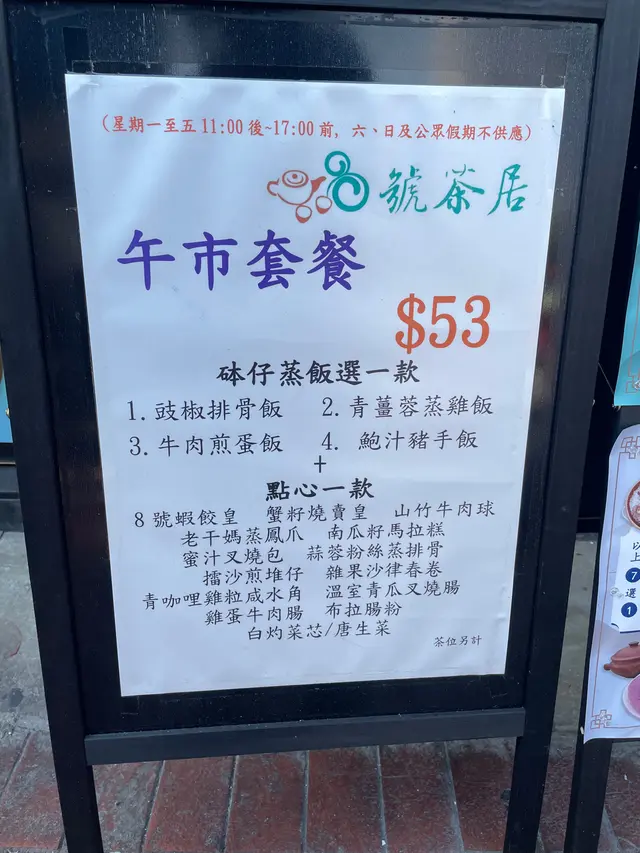 （星期一至五 11:00 後~17:00 前，六、日及公眾假期不供應）
8號茶居
午市套餐
$53
砵仔蒸飯選一款
1. 豉椒排骨飯 2. 青薑蓉蒸雞飯
3. 牛肉煎蛋飯 4. 鮑汁豬手飯
+
點心一款
8號蝦餃皇 蟹籽燒賣皇 山竹牛肉球
老干媽蒸鳳爪 南瓜籽馬拉糕
蜜汁叉燒包 蒜蓉粉絲蒸排骨
擂沙煎堆仔 雜果沙律春卷
青咖哩雞粒咸水角 溫室青瓜叉燒腸
雞蛋牛肉腸 布拉腸粉
白灼菜芯/唐生菜
茶位另計
以
上
7
選
1